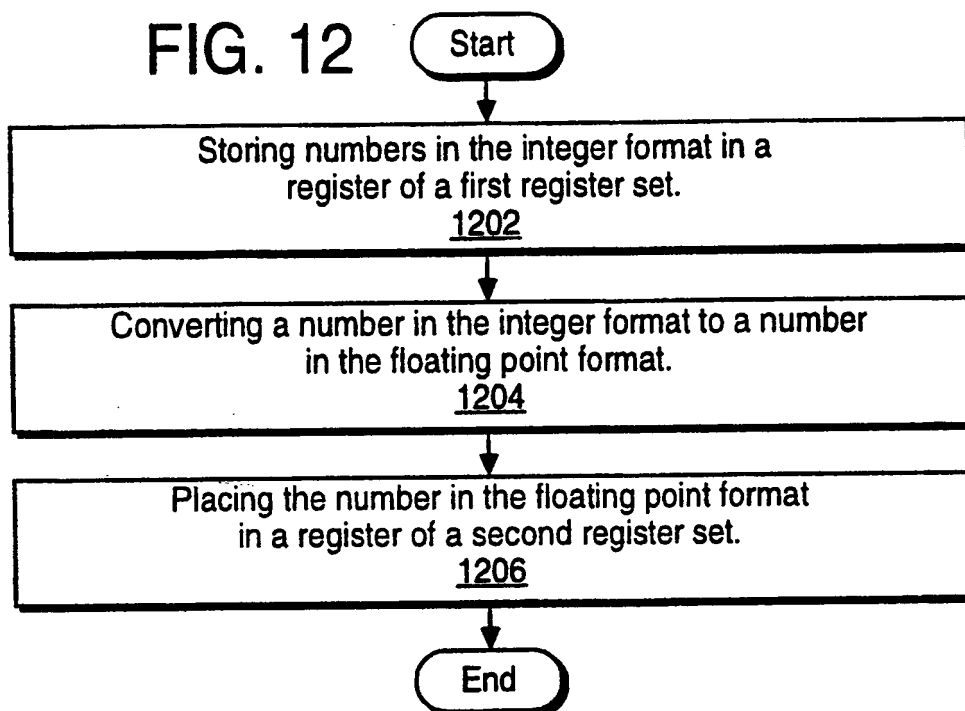 FIG. 12
Start
Storing numbers in the integer format in a
register of a first register set.
1202
Converting a number in the integer format to a number
in the floating point format.
1204
Placing the number in the floating point format
in a register of a second register set.
1206
End